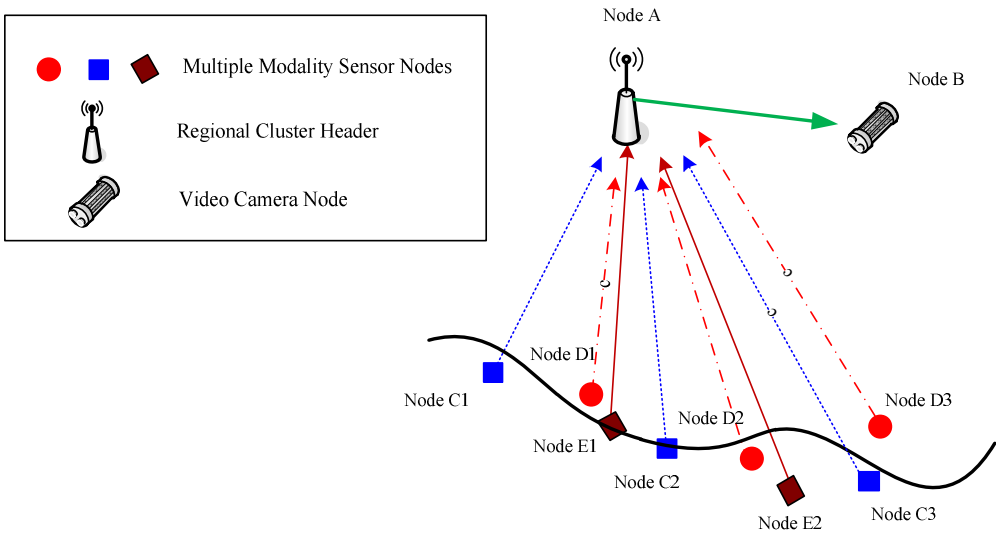 Node A
Multiple Modality Sensor Nodes
Node B
Regional Cluster Header
Video Camera Node
Node D1
Node C1
Node D2
Node D3
Node E1
Node C2
Node C3
Node E2